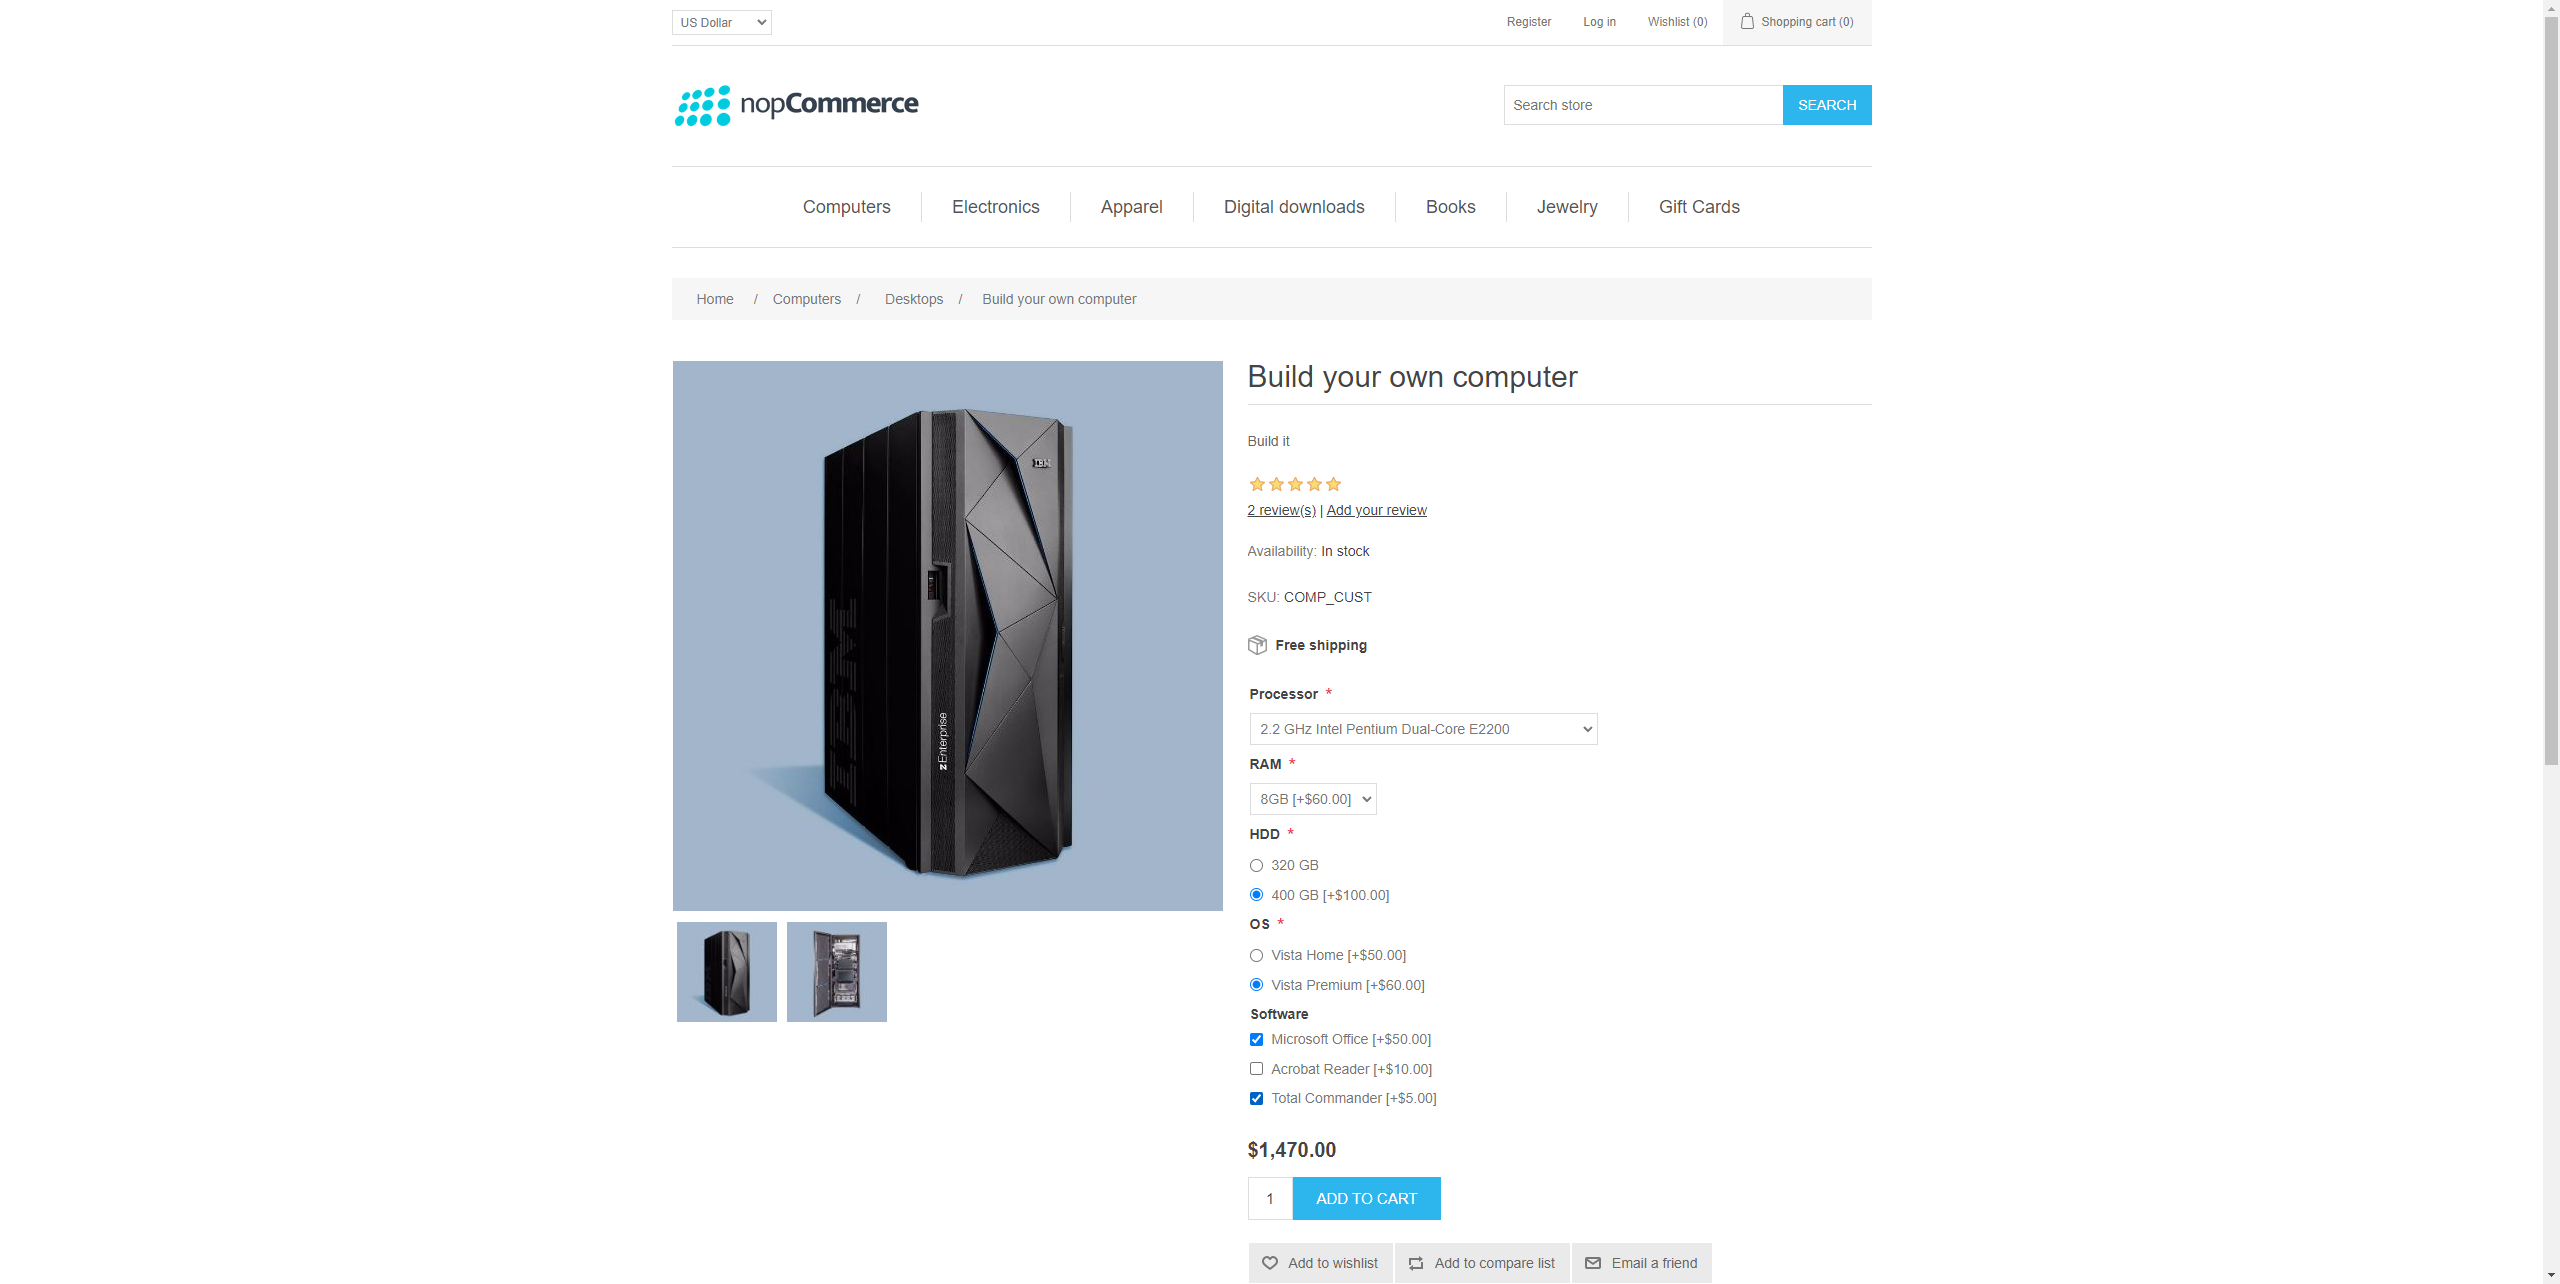 US Dollar
Register
Log in
Wishlist (0)
Shopping cart (0)
nopCommerce
Search store
SEARCH
Computers
Electronics
Apparel
Digital downloads
Books
Jewelry
Gift Cards
Home / Computers / Desktops / Build your own computer
IBM
IBM
zEnterprise
Build your own computer
Build it
2 review(s) | Add your review
Availability: In stock
SKU: COMP_CUST
Free shipping
Processor *
2.2 GHz Intel Pentium Dual-Core E2200
RAM *
8GB [+$60.00]
HDD *
320 GB
400 GB [+$100.00]
OS *
Vista Home [+$50.00]
Vista Premium [+$60.00]
Software
Microsoft Office [+$50.00]
Acrobat Reader [+$10.00]
Total Commander [+$5.00]
$1,470.00
1
ADD TO CART
Add to wishlist
Add to compare list
Email a friend